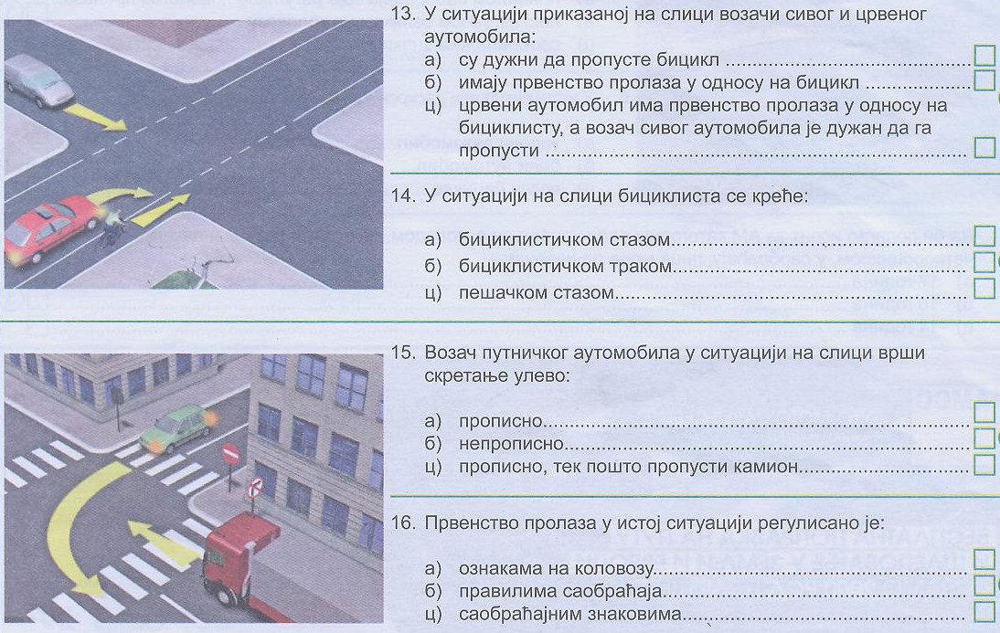 13. У ситуацији приказаној на слици возачи сивог и црвеног
аутомобила:
а) су дужни да пропусте бицикл ..........................................
б) имају првенство пролаза у односу на бицикл ..................
ц) црвени аутомобил има првенство пролаза у односу на
бициклисту, а возач сивог аутомобила је дужан да га
пропусти ......................................................................
14. У ситуацији на слици бициклиста се креће:
а) бициклистичком стазом..................................................
б) бициклистичком траком..................................................
ц) пешачком стазом............................................................
15. Возач путничког аутомобила у ситуацији на слици врши
скретање улево:
а) прописно........................................................................
б) непрописно.....................................................................
ц) прописно, тек пошто пропусти камион............................
16. Првенство пролаза у истој ситуацији регулисано је:
а) ознакама на коловозу......................................................
б) правилима саобраћаја....................................................
ц) саобраћајним знаковима.................................................